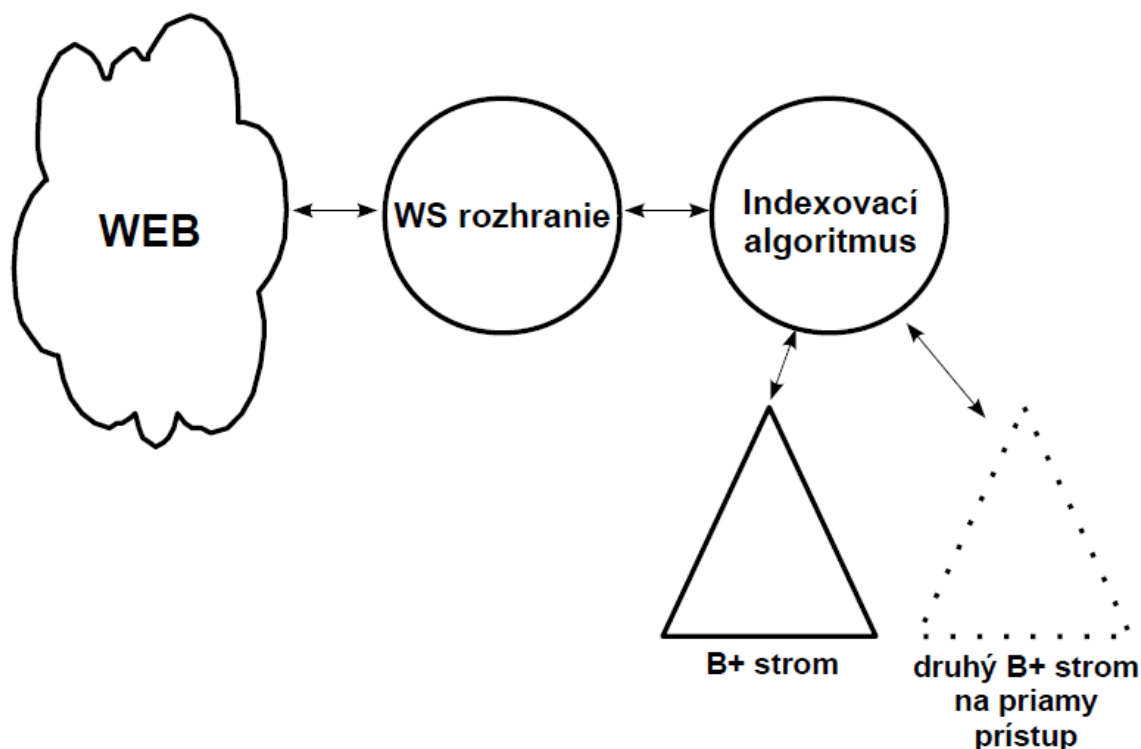 WEB
WS rozhranie
Indexovací
algoritmus
B+ strom
druhý B+ strom
na priamy
prístup